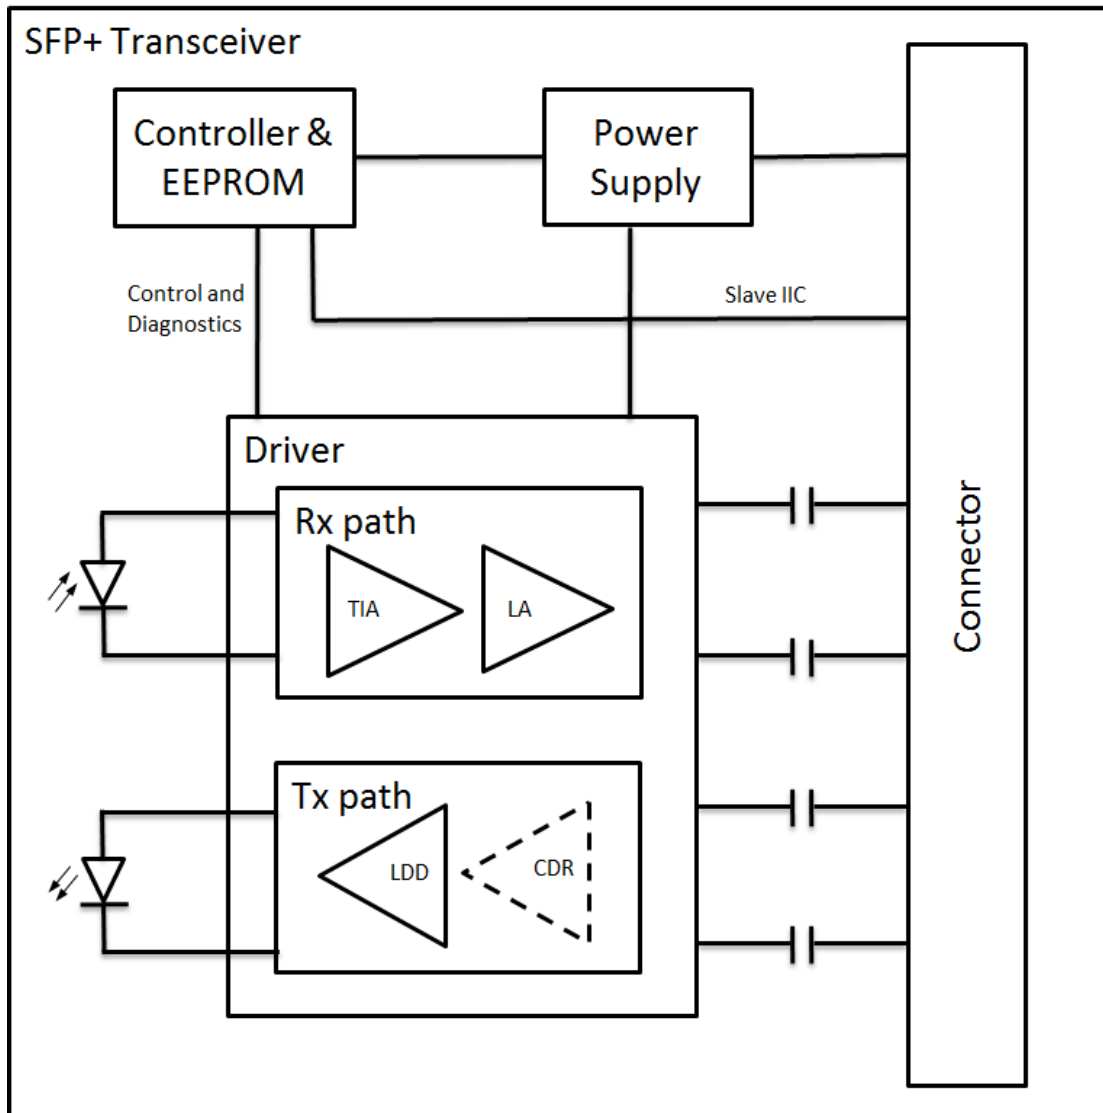 SFP+ Transceiver
Controller &
EEPROM
Power
Supply
Control and
Diagnostics
Slave IIC
Driver
Rx path
TIA
LA
Tx path
LDD
CDR
Connector